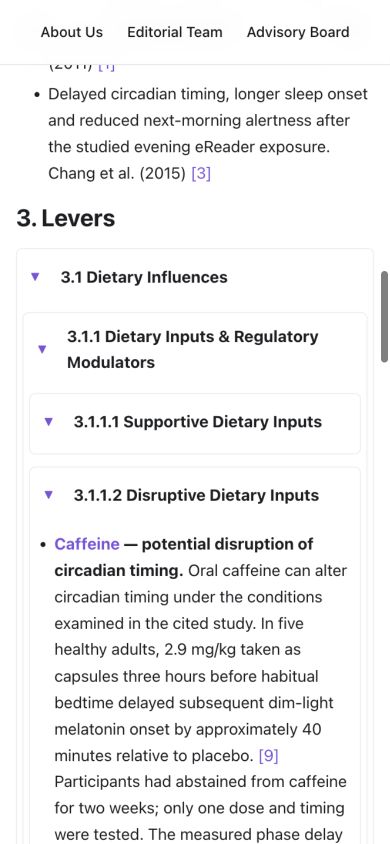 About Us Editorial Team Advisory Board
(2011) [1]
• Delayed circadian timing, longer sleep onset
and reduced next-morning alertness after
the studied evening eReader exposure.
Chang et al. (2015) [3]
3. Levers
▼ 3.1 Dietary Influences
▼ 3.1.1 Dietary Inputs & Regulatory
Modulators
▼ 3.1.1.1 Supportive Dietary Inputs
▼ 3.1.1.2 Disruptive Dietary Inputs
• Caffeine — potential disruption of
circadian timing. Oral caffeine can alter
circadian timing under the conditions
examined in the cited study. In five
healthy adults, 2.9 mg/kg taken as
capsules three hours before habitual
bedtime delayed subsequent dim-light
melatonin onset by approximately 40
minutes relative to placebo. [9]
Participants had abstained from caffeine
for two weeks; only one dose and timing
were tested. The measured phase delay